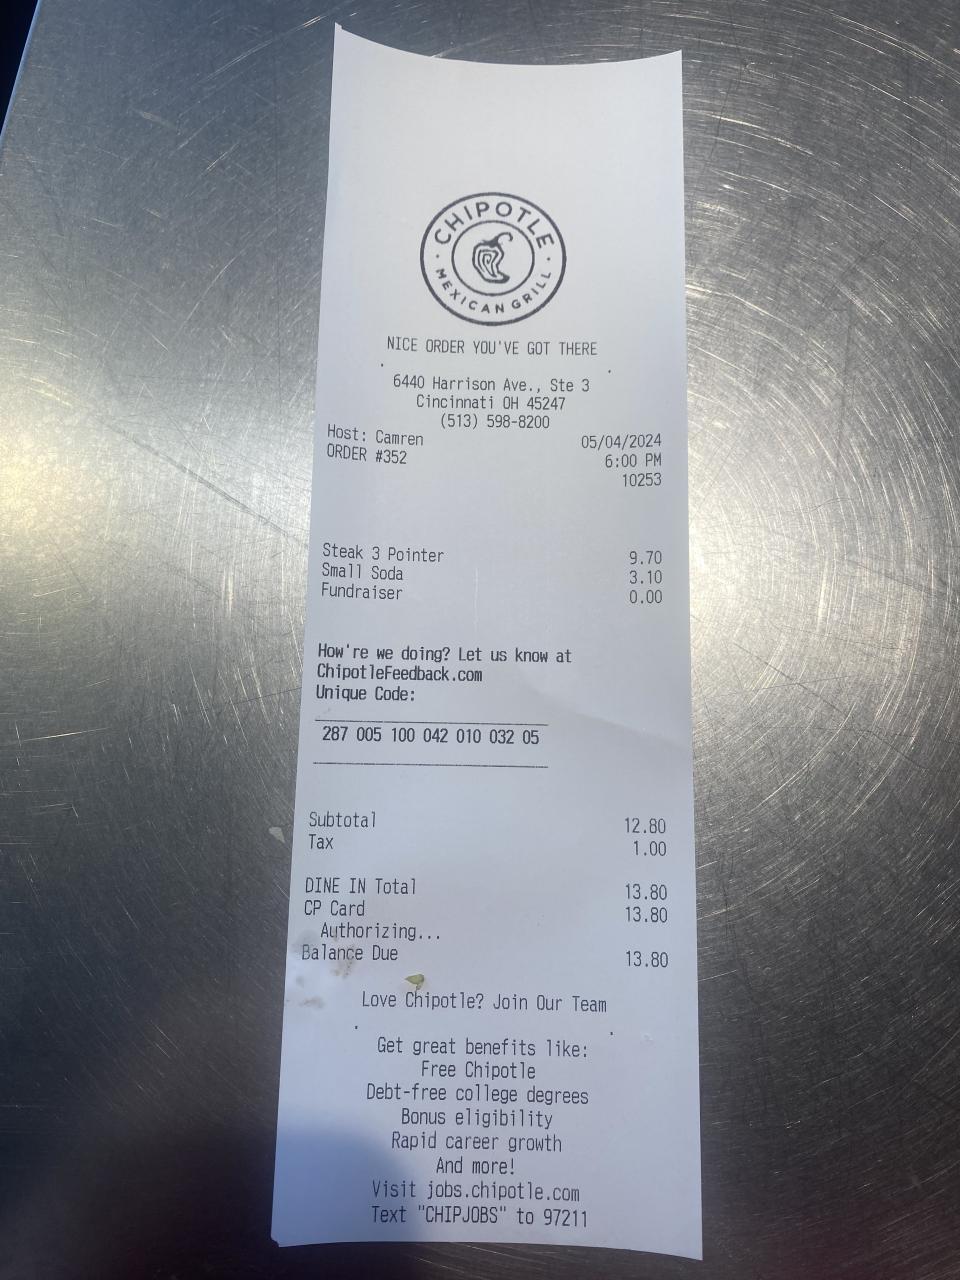 CHIPOTLE
MEXICAN GRILL
NICE ORDER YOU'VE GOT THERE
6440 Harrison Ave., Ste 3
Cincinnati OH 45247
(513) 598-8200
Host: Camren 05/04/2024
ORDER #352 6:00 PM
10253
Steak 3 Pointer 9.70
Small Soda 3.10
Fundraiser 0.00
How're we doing? Let us know at
ChipotleFeedback.com
Unique Code:
287 005 100 042 010 032 05
Subtotal 12.80
Tax 1.00
DINE IN Total 13.80
CP Card 13.80
Authorizing...
Balance Due 13.80
Love Chipotle? Join Our Team
Get great benefits like:
Free Chipotle
Debt-free college degrees
Bonus eligibility
Rapid career growth
And more!
Visit jobs.chipotle.com
Text "CHIPJOBS" to 97211